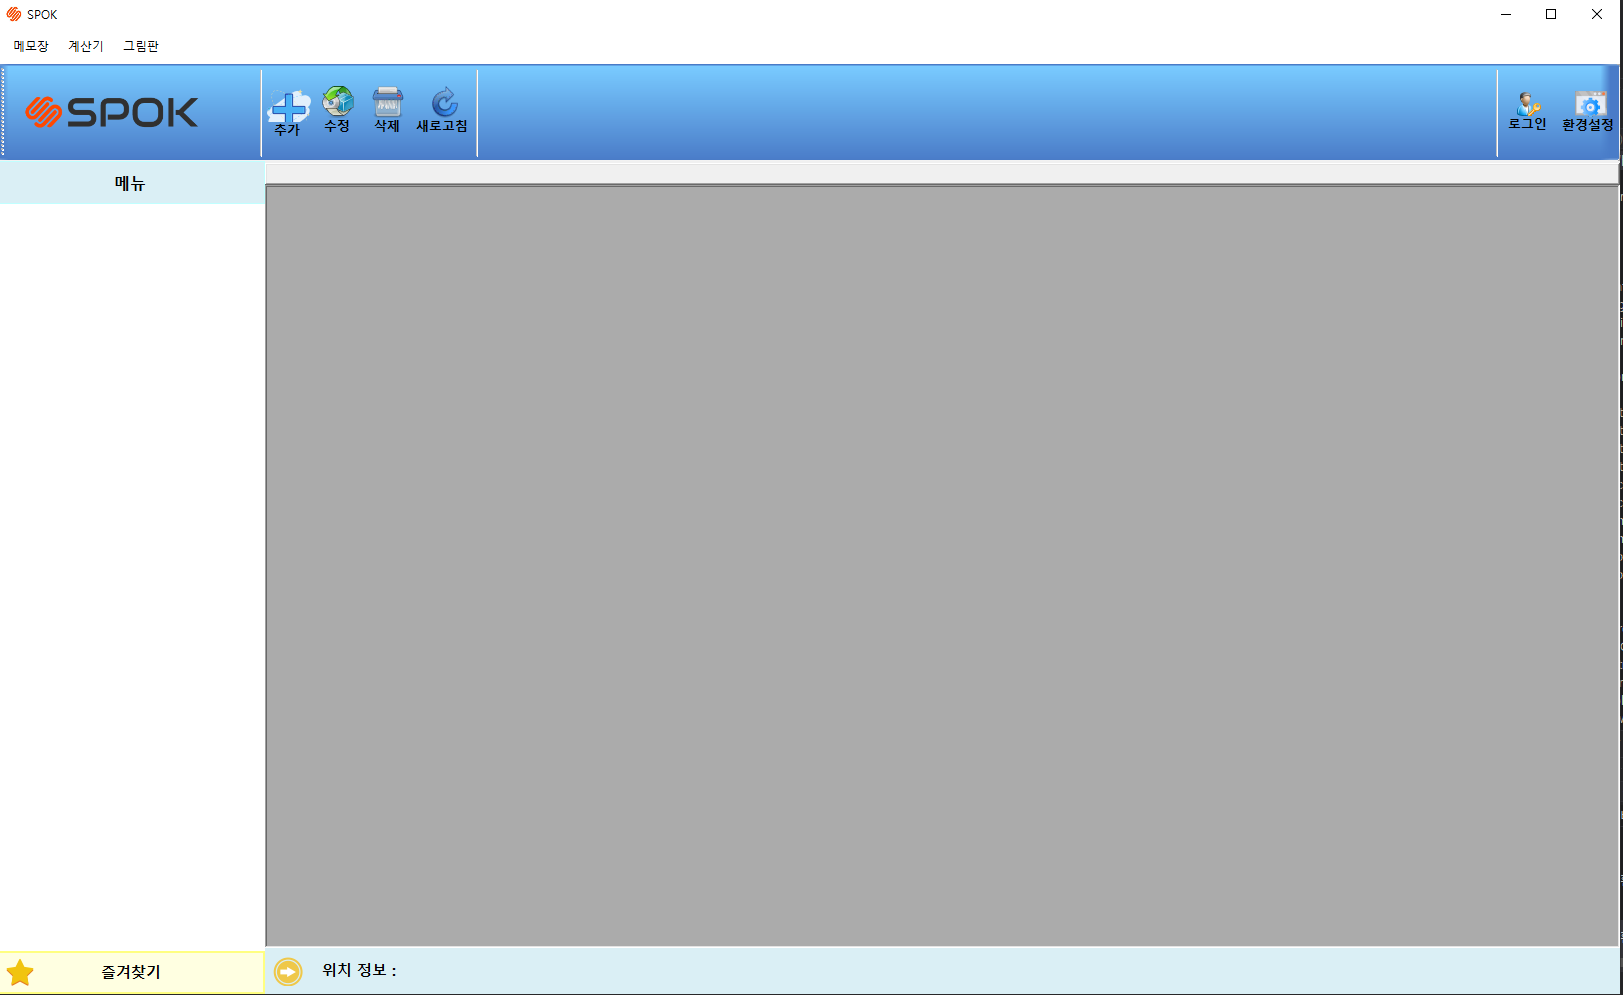 SPOK
메모장 계산기 그림판
SPOK
추가 수정 삭제 새로고침 로그인 환경설정
메뉴
즐겨찾기 위치 정보 :